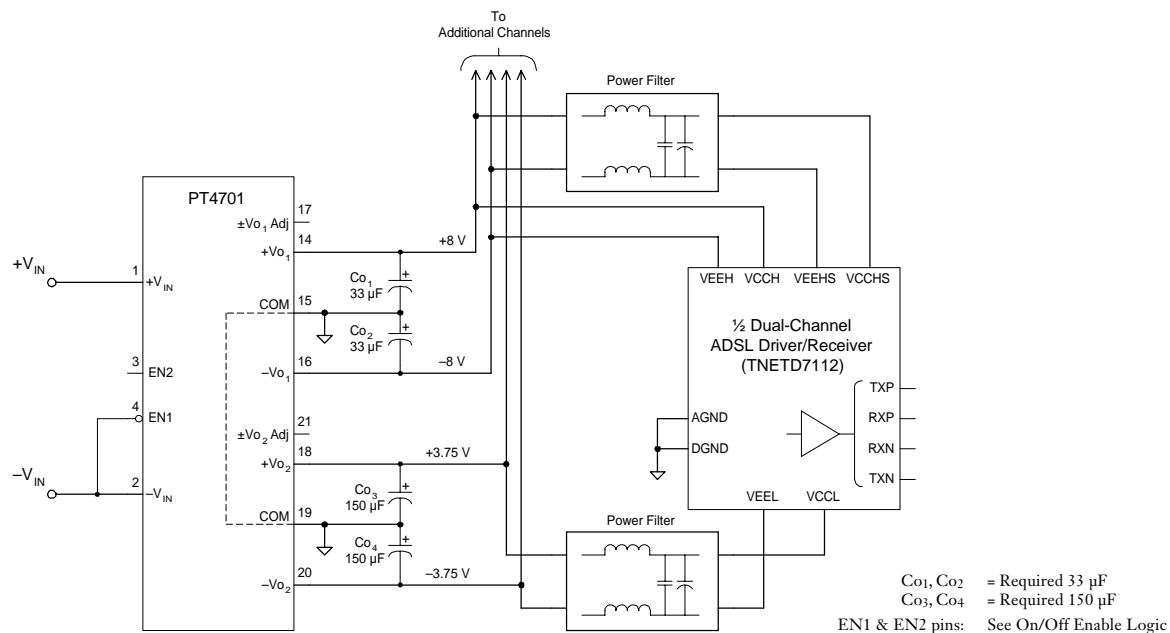 To
Additional Channels
Power Filter
PT4701
17
±Vo1 Adj
14
+Vo1
+8 V
+VIN
1
+VIN
Co1
33 µF
+
COM
15
Co2
33 µF
+
16
−Vo1
−8 V
3
EN2
4
EN1
21
±Vo2 Adj
18
+Vo2
+3.75 V
−VIN
2
−VIN
Co3
150 µF
+
COM
19
Co4
150 µF
+
20
−Vo2
−3.75 V
VEEH VCCH VEEHS VCCHS
½ Dual-Channel
ADSL Driver/Receiver
(TNETD7112)
TXP
AGND
RXP
DGND
RXN
TXN
VEEL VCCL
Power Filter
Co1, Co2 = Required 33 µF
Co3, Co4 = Required 150 µF
EN1 & EN2 pins: See On/Off Enable Logic